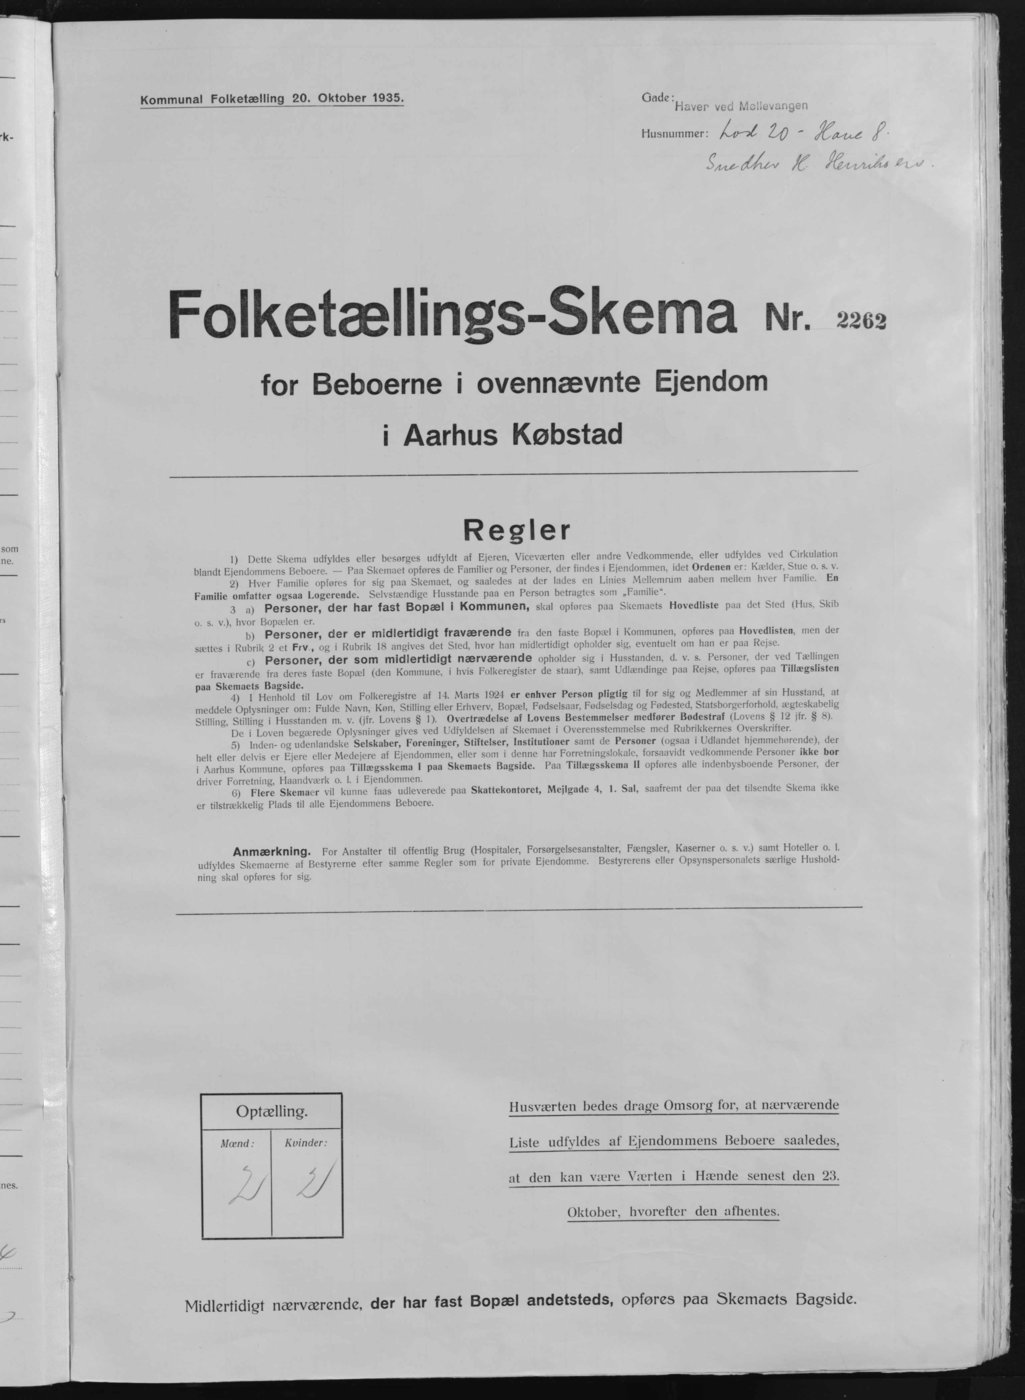 Kommunal Folketælling 20. Oktober 1935.
Gade: Haver ved Møllevangen
Husnummer: Lod 20 - Have 8.
Snedker H. Henriksen.
Folketællings-Skema Nr. 2262
for Beboerne i ovennævnte Ejendom
i Aarhus Købstad
Regler
1) Dette Skema udfyldes eller besørges udfyldt af Ejeren, Viceværten eller andre Vedkommende, eller udfyldes ved Cirkulation
blandt Ejendommens Beboere. — Paa Skemaet opføres de Familier og Personer, der findes i Ejendommen, idet Ordenen er: Kælder, Stue o. s. v.
2) Hver Familie opføres for sig paa Skemaet, og saaledes at der lades en Linies Mellemrum aaben mellem hver Familie. En
Familie omfatter ogsaa Logerende. Selvstændige Husstande paa en Person betragtes som „Familie“.
3 a) Personer, der har fast Bopæl i Kommunen, skal opføres paa Skemaets Hovedliste paa det Sted (Hus, Skib
o. s. v.), hvor Bopælen er.
b) Personer, der er midlertidigt fraværende fra den faste Bopæl i Kommunen, opføres paa Hovedlisten, men der
sættes i Rubrik 2 et Frv., og i Rubrik 18 angives det Sted, hvor han midlertidigt opholder sig, eventuelt om han er paa Rejse.
c) Personer, der som midlertidigt nærværende opholder sig i Husstanden, d. v. s. Personer, der ved Tællingen
er fraværende fra deres faste Bopæl (den Kommune, i hvis Folkeregister de staar), samt Udlændinge paa Rejse, opføres paa Tillægslisten
paa Skemaets Bagside.
4) I Henhold til Lov om Folkeregistre af 14. Marts 1924 er enhver Person pligtig til for sig og Medlemmer af sin Husstand, at
meddele Oplysninger om: Fulde Navn, Køn, Stilling eller Erhverv, Bopæl, Fødselsaar, Fødselsdag og Fødested, Statsborgerforhold, ægteskabelig
Stilling, Stilling i Husstanden m. v. (jfr. Lovens § 1). Overtrædelse af Lovens Bestemmelser medfører Bødestraf (Lovens § 12 jfr. § 8).
De i Loven begærede Oplysninger gives ved Udfyldelsen af Skemaet i Overensstemmelse med Rubrikkernes Overskrifter.
5) Inden- og udenlandske Selskaber, Foreninger, Stiftelser, Institutioner samt de Personer (ogsaa i Udlandet hjemmehørende), der
helt eller delvis er Ejere eller Medejere af Ejendommen, eller som i denne har Forretningslokale, forsaavidt vedkommende Personer ikke bor
i Aarhus Kommune, opføres paa Tillægsskema I paa Skemaets Bagside. Paa Tillægsskema II opføres alle indenbysboende Personer, der
driver Forretning, Haandværk o. l. i Ejendommen.
6) Flere Skemaer vil kunne faas udleverede paa Skattekontoret, Mejlgade 4, 1. Sal, saafremt der paa det tilsendte Skema ikke
er tilstrækkelig Plads til alle Ejendommens Beboere.
Anmærkning. For Anstalter til offentlig Brug (Hospitaler, Forsørgelsesanstalter, Fængsler, Kaserner o. s. v.) samt Hoteller o. l.
udfyldes Skemaerne af Bestyrerne efter samme Regler som for private Ejendomme. Bestyrerens eller Opsynspersonalets særlige Hushold-
ning skal opføres for sig.
Optælling.
Mænd: Kvinder:
2 2
Husværten bedes drage Omsorg for, at nærværende
Liste udfyldes af Ejendommens Beboere saaledes,
at den kan være Værten i Hænde senest den 23.
Oktober, hvorefter den afhentes.
Midlertidigt nærværende, der har fast Bopæl andetsteds, opføres paa Skemaets Bagside.